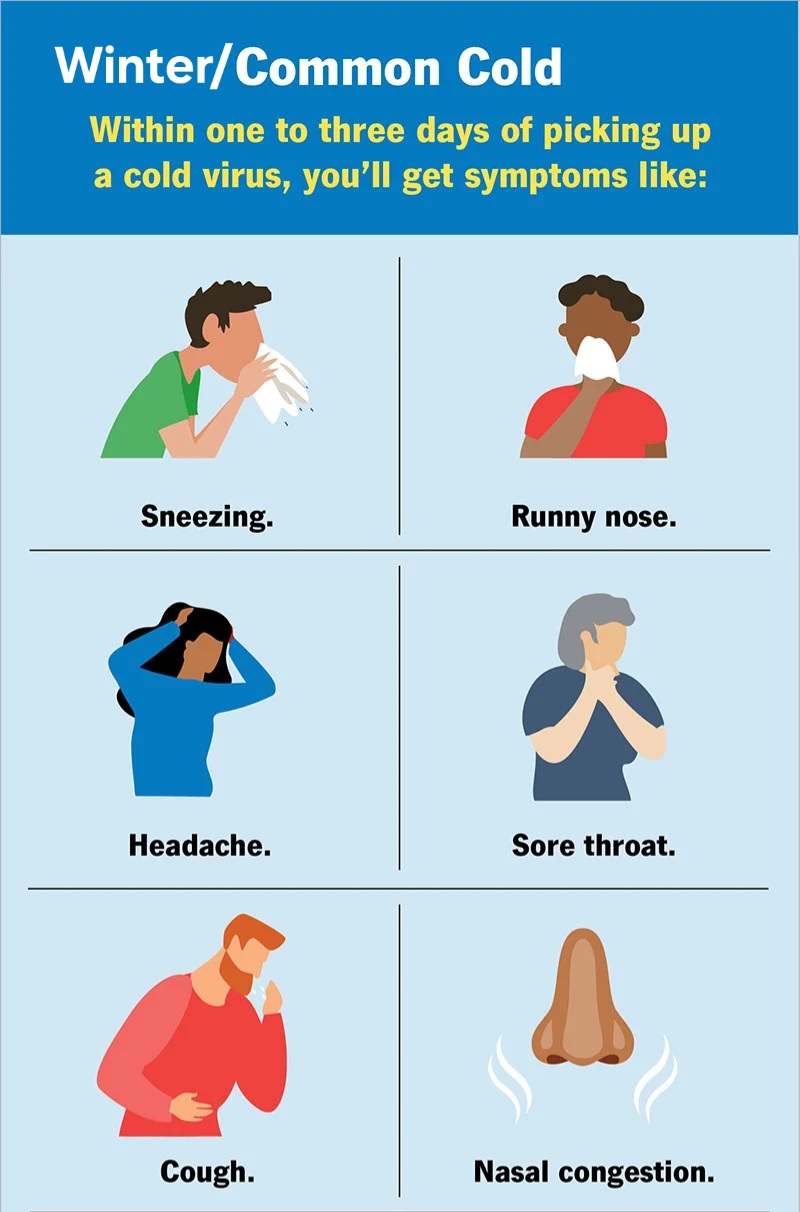 Winter/Common Cold
Within one to three days of picking up
a cold virus, you'll get symptoms like:
Sneezing.
Runny nose.
Headache.
Sore throat.
Cough.
Nasal congestion.